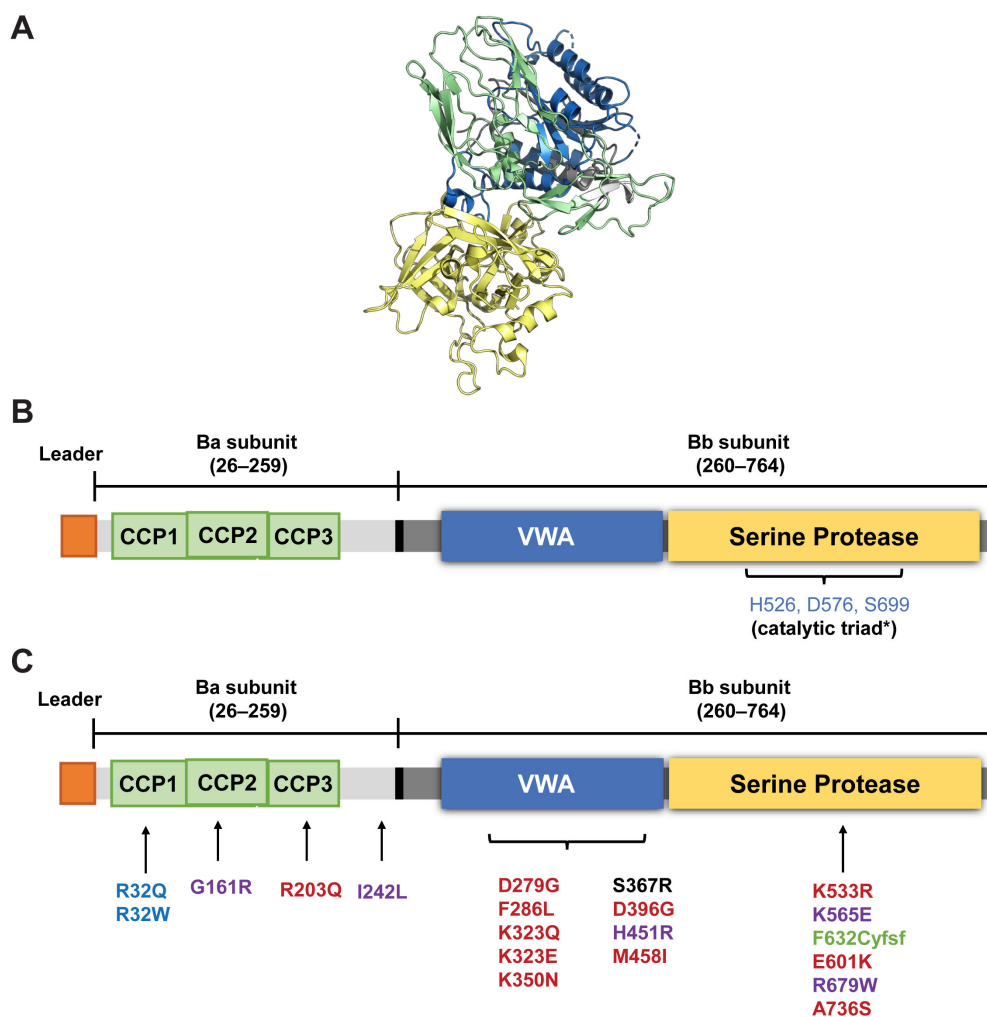 A
B
Leader
Ba subunit
(26–259)
Bb subunit
(260–764)
CCP1
CCP2
CCP3
VWA
Serine Protease
H526, D576, S699
(catalytic triad*)
C
Leader
Ba subunit
(26–259)
Bb subunit
(260–764)
CCP1
CCP2
CCP3
VWA
Serine Protease
R32Q
R32W
G161R
R203Q
I242L
D279G
F286L
K323Q
K323E
K350N
S367R
D396G
H451R
M458I
K533R
K565E
F632Cyfsf
E601K
R679W
A736S